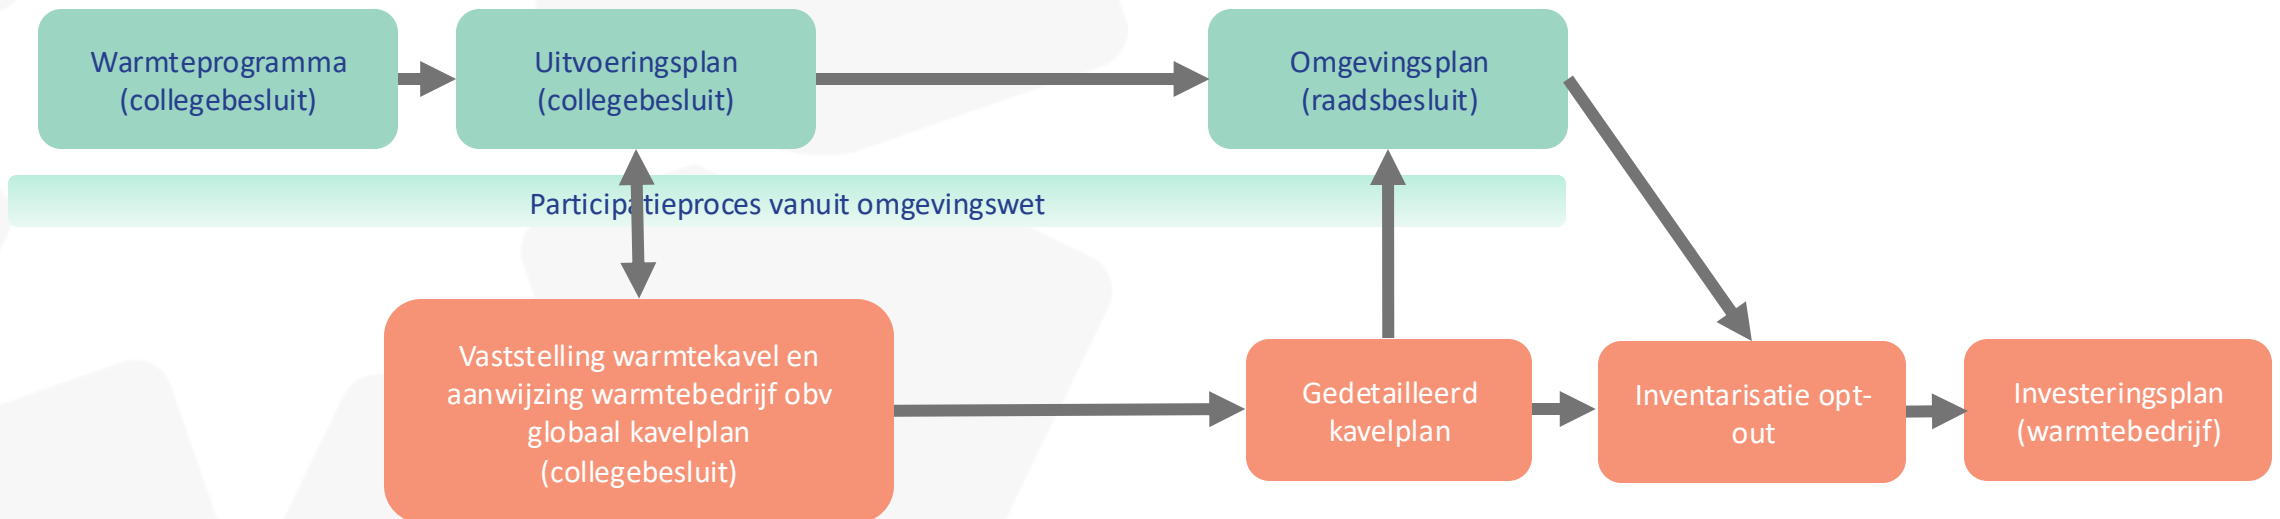 Warmteprogramma
(collegebesluit)
Uitvoeringsplan
(collegebesluit)
Omgevingsplan
(raadsbesluit)
Participatieproces vanuit omgevingswet
Vaststelling warmtekavel en
aanwijzing warmtebedrijf obv
globaal kavelplan
(collegebesluit)
Gedetailleerd
kavelplan
Inventarisatie opt-
out
Investeringsplan
(warmtebedrijf)